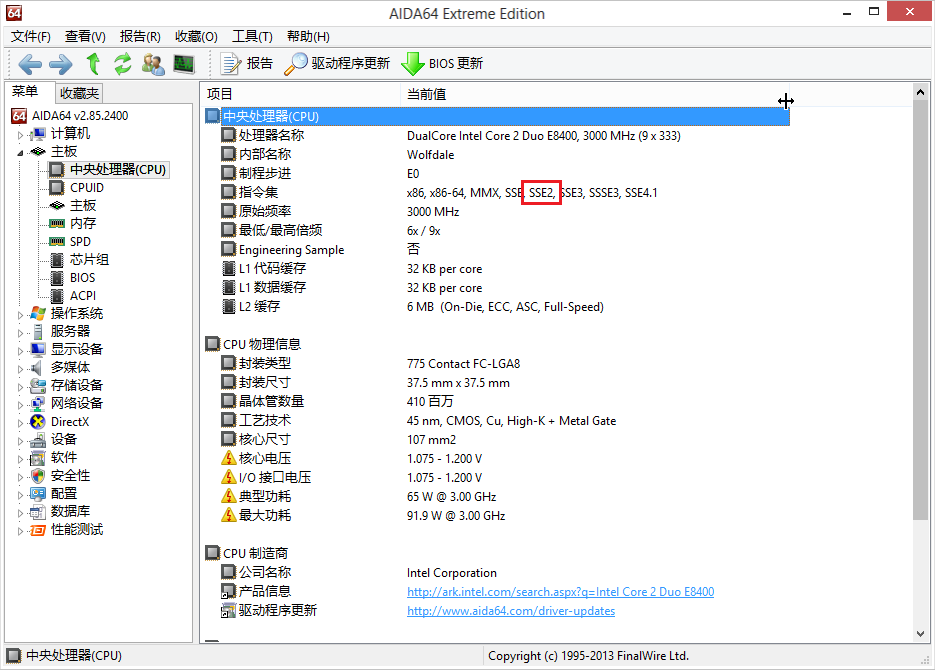 64 AIDA64 Extreme Edition
文件(F) 查看(V) 报告(R) 收藏(O) 工具(T) 帮助(H)
报告 驱动程序更新 BIOS 更新
菜单 收藏夹
64 AIDA64 v2.85.2400
计算机
主板
中央处理器(CPU)
CPUID
主板
内存
SPD
芯片组
BIOS
ACPI
操作系统
服务器
显示设备
多媒体
存储设备
网络设备
DirectX
设备
软件
安全性
配置
数据库
性能测试
项目 当前值
中央处理器(CPU)
处理器名称 DualCore Intel Core 2 Duo E8400, 3000 MHz (9 x 333)
内部名称 Wolfdale
制程步进 E0
指令集 x86, x86-64, MMX, SSE, SSE2, SSE3, SSSE3, SSE4.1
原始频率 3000 MHz
最低/最高倍频 6x / 9x
Engineering Sample 否
L1 代码缓存 32 KB per core
L1 数据缓存 32 KB per core
L2 缓存 6 MB (On-Die, ECC, ASC, Full-Speed)
CPU 物理信息
封装类型 775 Contact FC-LGA8
封装尺寸 37.5 mm x 37.5 mm
晶体管数量 410 百万
工艺技术 45 nm, CMOS, Cu, High-K + Metal Gate
核心尺寸 107 mm2
核心电压 1.075 - 1.200 V
I/O 接口电压 1.075 - 1.200 V
典型功耗 65 W @ 3.00 GHz
最大功耗 91.9 W @ 3.00 GHz
CPU 制造商
公司名称 Intel Corporation
产品信息 http://ark.intel.com/search.aspx?q=Intel Core 2 Duo E8400
驱动程序更新 http://www.aida64.com/driver-updates
中央处理器(CPU) Copyright (c) 1995-2013 FinalWire Ltd.